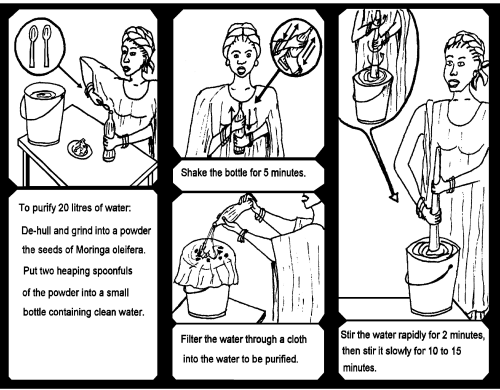 To purify 20 litres of water:
De-hull and grind into a powder
the seeds of Moringa oleifera.
Put two heaping spoonfuls
of the powder into a small
bottle containing clean water.
Shake the bottle for 5 minutes.
Filter the water through a cloth
into the water to be purified.
Stir the water rapidly for 2 minutes,
then stir it slowly for 10 to 15
minutes.